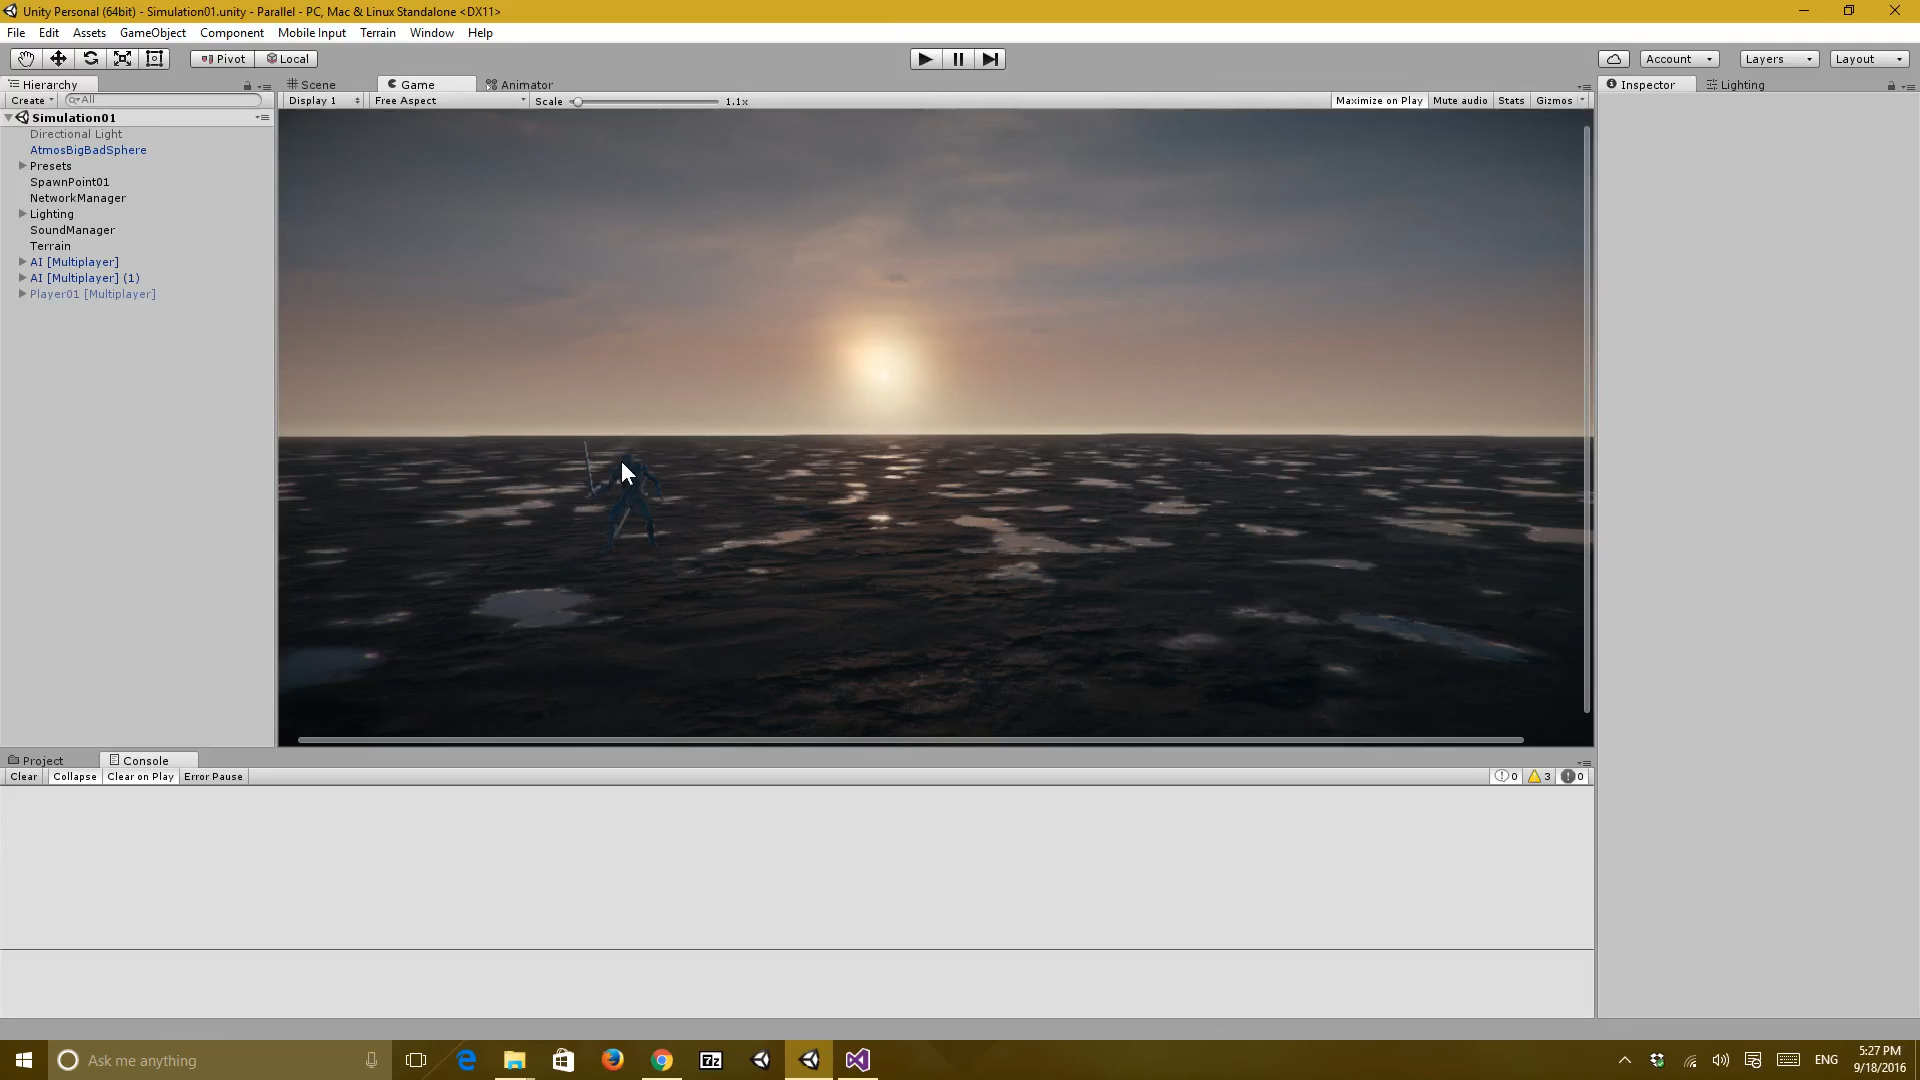 Unity Personal (64bit) - Simulation01.unity - Parallel - PC, Mac & Linux Standalone <DX11>
File Edit Assets GameObject Component Mobile Input Terrain Window Help
Pivot Local Account Layers Layout
Hierarchy Scene Game Animator Inspector Lighting
Create All Display 1 Free Aspect Scale 1.1x Maximize on Play Mute audio Stats Gizmos
Simulation01
Directional Light
AtmosBigBadSphere
Presets
SpawnPoint01
NetworkManager
Lighting
SoundManager
Terrain
AI [Multiplayer]
AI [Multiplayer] (1)
Player01 [Multiplayer]
Project Console
Clear Collapse Clear on Play Error Pause 0 3 0
Ask me anything 7z ENG 5:27 PM
9/18/2016